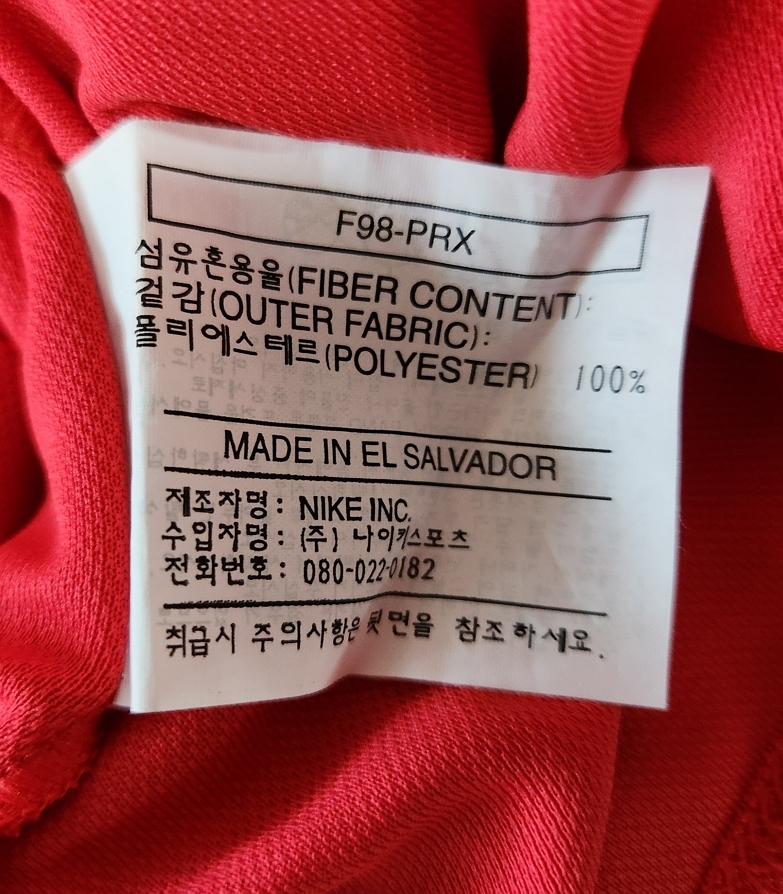 F98-PRX
섬유혼용율(FIBER CONTENT):
겉감(OUTER FABRIC):
폴리에스테르(POLYESTER) 100%
MADE IN EL SALVADOR
제조자명: NIKE INC.
수입자명: (주) 나이키스포츠
전화번호: 080-022-0182
취급시 주의사항은 뒷면을 참조하세요.